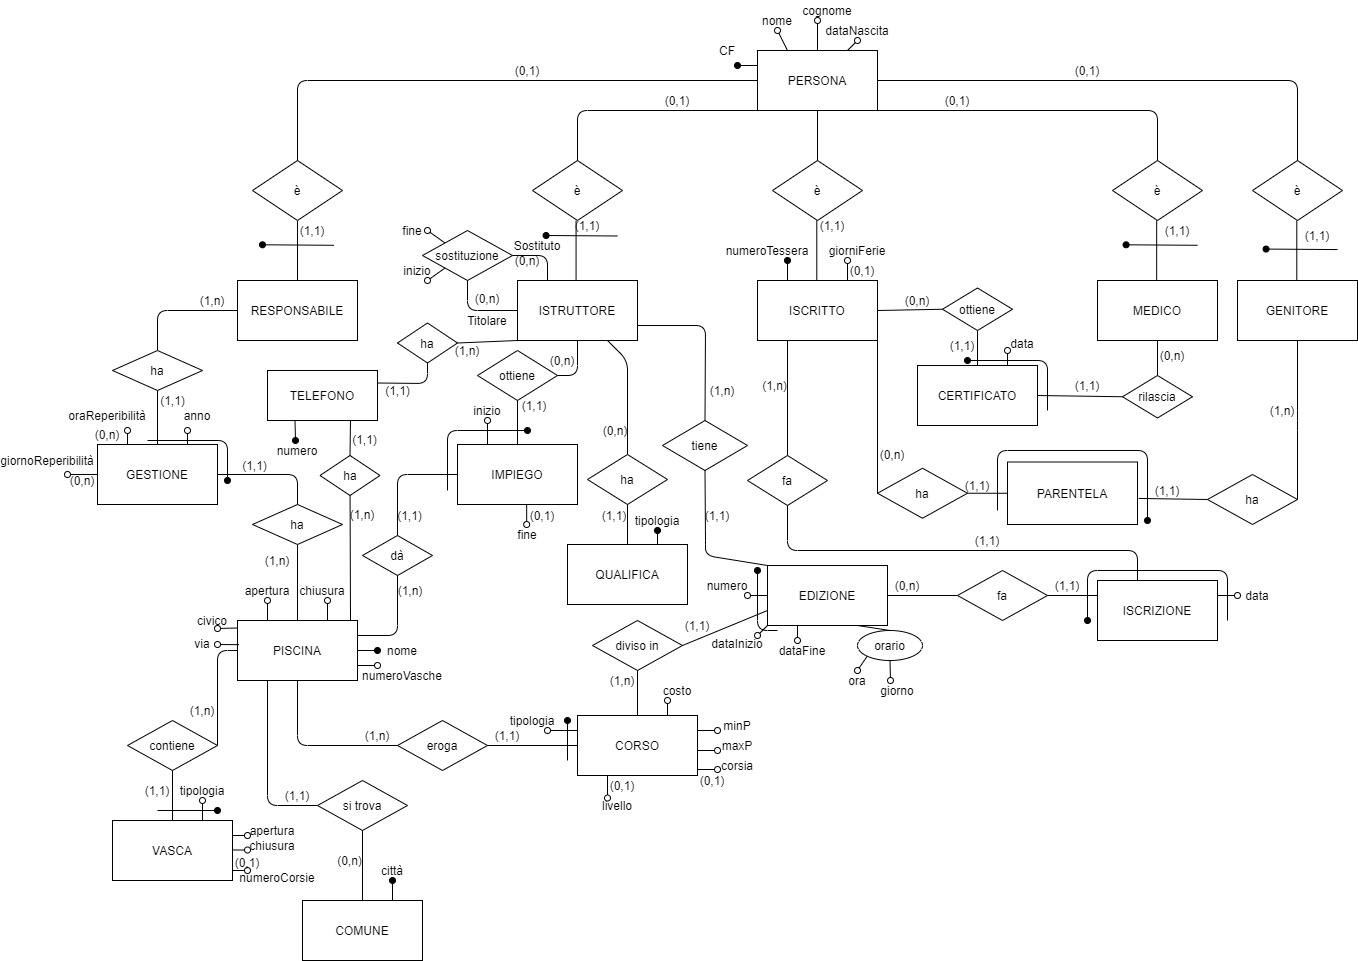 cognome
nome
dataNascita
CF
(0,1)
(0,1)
PERSONA
(0,1)
(0,1)
è
è
è
è
è
(1,1)
(1,1)
(1,1)
(1,1)
(1,1)
fine
sostituzione
Sostituto
(0,n)
inizio
numeroTessera
giorniFerie
(0,1)
(1,n)
RESPONSABILE
(0,n)
Titolare
ISTRUTTORE
ISCRITTO
(0,n)
ottiene
MEDICO
GENITORE
ha
(1,n)
(1,1)
data
ha
(1,1)
ottiene
(0,n)
(0,n)
(1,n)
(1,n)
(1,1)
TELEFONO
(1,1)
CERTIFICATO
(1,1)
rilascia
oraReperibilità
anno
inizio
(1,1)
(1,n)
(0,n)
numero
(1,1)
(0,n)
tiene
(0,n)
giorniReperibilità
(0,n)
GESTIONE
(1,1)
ha
IMPIEGO
ha
fa
ha
(1,1)
PARENTELA
(1,1)
ha
ha
(1,n)
(1,1)
(0,1)
fine
(1,1)
tipologia
(1,1)
(1,n)
dà
(1,1)
QUALIFICA
apertura
chiusura
(1,n)
numero
EDIZIONE
(0,n)
fa
(1,1)
data
ISCRIZIONE
civico
via
PISCINA
nome
numeroVasche
diviso in
(1,1)
dataInizio
dataFine
orario
ora
giorno
(1,n)
(1,n)
costo
contiene
(1,n)
eroga
(1,1)
tipologia
CORSO
minP
maxP
corsia
(0,1)
(1,1)
tipologia
(1,1)
si trova
(0,1)
livello
VASCA
apertura
chiusura
(0,1)
numeroCorsie
(0,n)
città
COMUNE